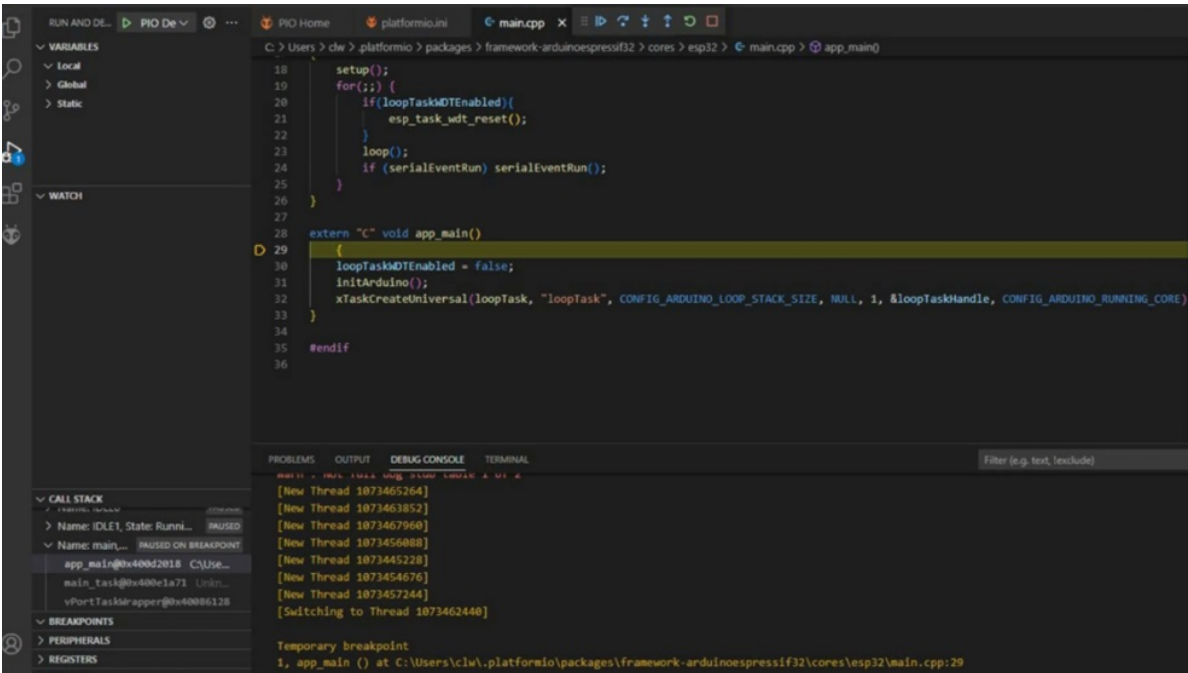 RUN AND DE... PIO De
PIO Home
platformio.ini
main.cpp
C: > Users > clw > .platformio > packages > framework-arduinoespressif32 > cores > esp32 > main.cpp > app_main()
VARIABLES
Local
Global
Static
WATCH
18 setup();
19 for(;;) {
20 if(loopTaskWDTEnabled){
21 esp_task_wdt_reset();
22 }
23 loop();
24 if (serialEventRun) serialEventRun();
25 }
26 }
27
28 extern "C" void app_main()
29 {
30 loopTaskWDTEnabled = false;
31 initArduino();
32 xTaskCreateUniversal(loopTask, "loopTask", CONFIG_ARDUINO_LOOP_STACK_SIZE, NULL, 1, &loopTaskHandle, CONFIG_ARDUINO_RUNNING_CORE)
33 }
34
35 #endif
36
CALL STACK
Name: IDLE1, State: Runni... PAUSED
Name: main,... PAUSED ON BREAKPOINT
app_main@0x400d2018 C:\Use...
main_task@0x400e1a71 Unkn...
vPortTaskWrapper@0x40086128
BREAKPOINTS
PERIPHERALS
REGISTERS
PROBLEMS OUTPUT DEBUG CONSOLE TERMINAL
Filter (e.g. text, !exclude)
[New Thread 1073465264]
[New Thread 1073463852]
[New Thread 1073467960]
[New Thread 1073456088]
[New Thread 1073445228]
[New Thread 1073454676]
[New Thread 1073457244]
[Switching to Thread 1073462440]
Temporary breakpoint
1, app_main () at C:\Users\clw\.platformio\packages\framework-arduinoespressif32\cores\esp32\main.cpp:29